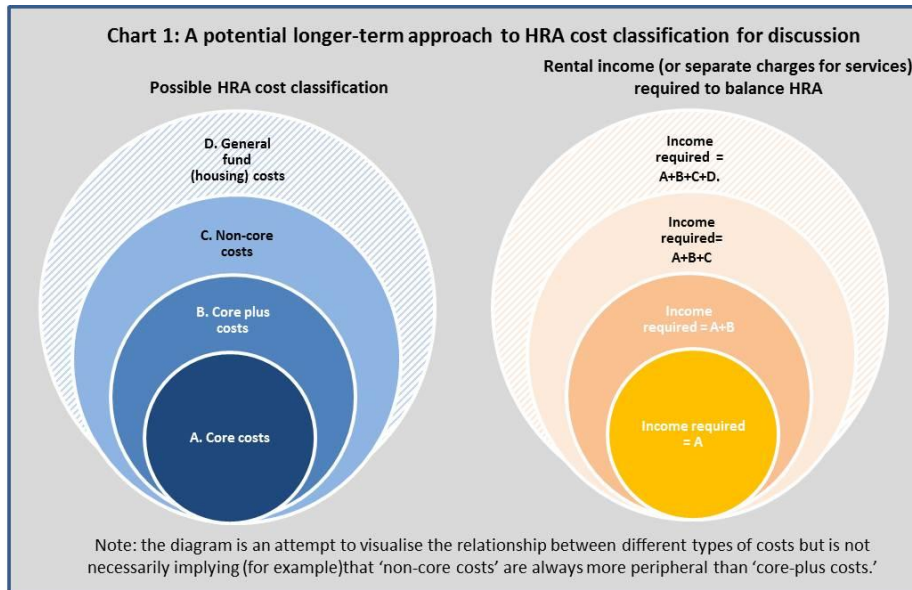 Chart 1: A potential longer-term approach to HRA cost classification for discussion
Possible HRA cost classification
D. General
fund
(housing) costs
C. Non-core
costs
B. Core plus
costs
A. Core costs
Rental income (or separate charges for services)
required to balance HRA
Income
required =
A+B+C+D.
Income
required=
A+B+C
Income
required = A+B
Income required
= A
Note: the diagram is an attempt to visualise the relationship between different types of costs but is not
necessarily implying (for example)that ‘non-core costs’ are always more peripheral than ‘core-plus costs.’